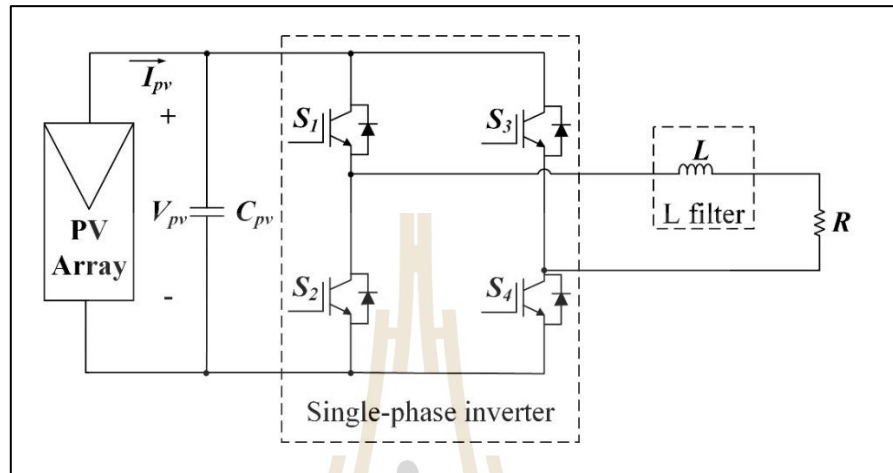 I_pv
+
S_1
S_3
L
L filter
PV
Array
V_pv
C_pv
R
-
S_2
S_4
Single-phase inverter